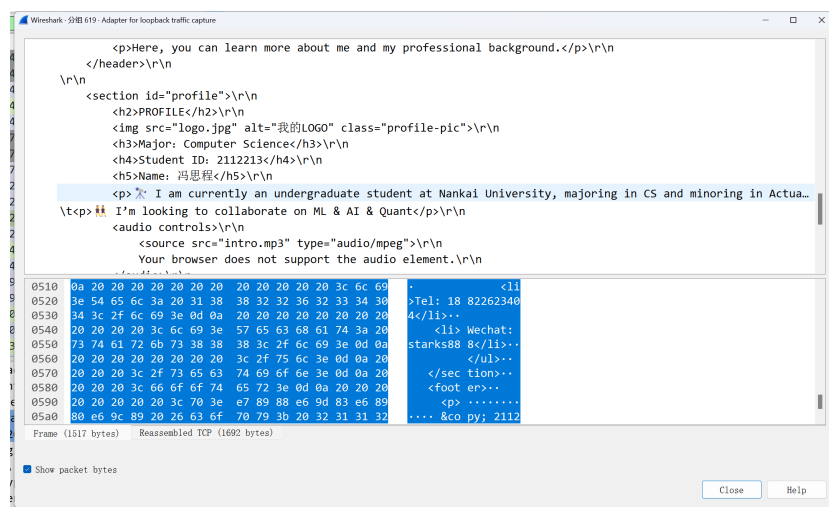 Wireshark · 分组 619 · Adapter for loopback traffic capture
<p>Here, you can learn more about me and my professional background.</p>\r\n
</header>\r\n
\r\n
<section id="profile">\r\n
<h2>PROFILE</h2>\r\n
<img src="logo.jpg" alt="我的LOGO" class="profile-pic">\r\n
<h3>Major：Computer Science</h3>\r\n
<h4>Student ID：2112213</h4>\r\n
<h5>Name：冯思程</h5>\r\n
<p>🔭 I am currently an undergraduate student at Nankai University, majoring in CS and minoring in Actua…
\t<p>👯 I’m looking to collaborate on ML & AI & Quant</p>\r\n
<audio controls>\r\n
<source src="intro.mp3" type="audio/mpeg">\r\n
Your browser does not support the audio element.\r\n
0510 0a 20 20 20 20 20 20 20 20 20 20 20 20 3c 6c 69 · <li
0520 3e 54 65 6c 3a 20 31 38 38 32 32 36 32 33 34 30 >Tel: 18 82262340
0530 34 3c 2f 6c 69 3e 0d 0a 20 20 20 20 20 20 20 20 4</li>··
0540 20 20 20 20 3c 6c 69 3e 57 65 63 68 61 74 3a 20 <li> Wechat:
0550 73 74 61 72 6b 73 38 38 38 3c 2f 6c 69 3e 0d 0a starks88 8</li>··
0560 20 20 20 20 20 20 20 20 3c 2f 75 6c 3e 0d 0a 20 </ul>··
0570 20 20 20 3c 2f 73 65 63 74 69 6f 6e 3e 0d 0a 20 </section>··
0580 20 20 20 3c 66 6f 6f 74 65 72 3e 0d 0a 20 20 20 <footer>··
0590 20 20 20 20 20 3c 70 3e e7 89 88 e6 9d 83 e6 89 <p> ········
05a0 80 e6 9c 89 20 26 63 6f 70 79 3b 20 32 31 31 32 ···· &co py; 2112
Frame (1517 bytes) Reassembled TCP (1692 bytes)
Show packet bytes
Close Help